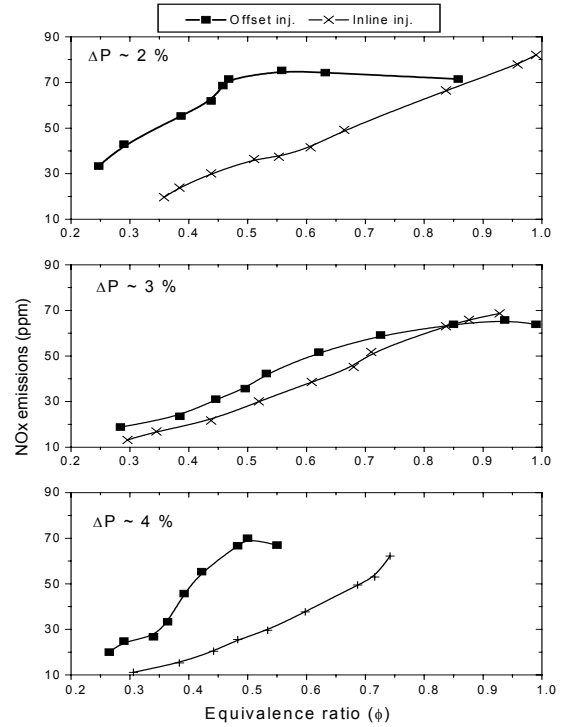 Offset inj. Inline inj.
ΔP ~ 2 %
90
70
50
30
10
0.2 0.3 0.4 0.5 0.6 0.7 0.8 0.9 1.0
ΔP ~ 3 %
90
70
50
30
10
0.2 0.3 0.4 0.5 0.6 0.7 0.8 0.9 1.0
NOx emissions (ppm)
ΔP ~ 4 %
90
70
50
30
10
0.2 0.3 0.4 0.5 0.6 0.7 0.8 0.9 1.0
Equivalence ratio (ϕ)